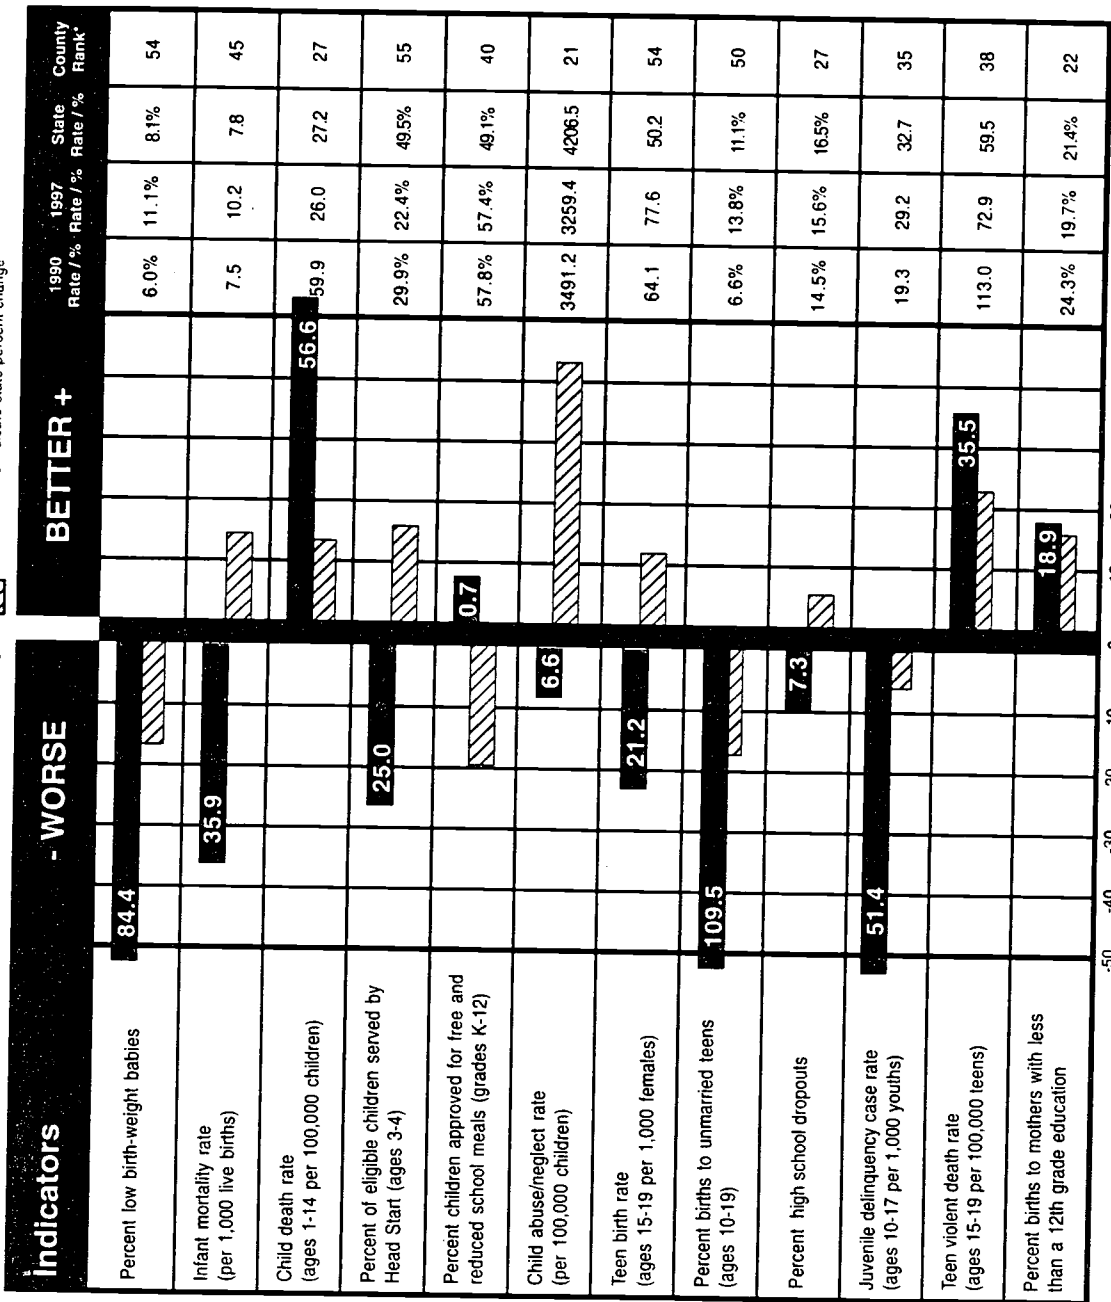 Indicators - WORSE BETTER + 1990 Rate / % 1997 Rate / % State Rate / % County Rank*
Percent low birth-weight babies 84.4 6.0% 11.1% 8.1% 54
Infant mortality rate
(per 1,000 live births) 35.9 7.5 10.2 7.8 45
Child death rate
(ages 1-14 per 100,000 children) 56.6 59.9 26.0 27.2 27
Percent of eligible children served by
Head Start (ages 3-4) 25.0 29.9% 22.4% 49.5% 55
Percent children approved for free and
reduced school meals (grades K-12) 0.7 57.8% 57.4% 49.1% 40
Child abuse/neglect rate
(per 100,000 children) 6.6 3491.2 3259.4 4206.5 21
Teen birth rate
(ages 15-19 per 1,000 females) 21.2 64.1 77.6 50.2 54
Percent births to unmarried teens
(ages 10-19) 109.5 6.6% 13.8% 11.1% 50
Percent high school dropouts 7.3 14.5% 15.6% 16.5% 27
Juvenile delinquency case rate
(ages 10-17 per 1,000 youths) 51.4 19.3 29.2 32.7 35
Teen violent death rate
(ages 15-19 per 100,000 teens) 35.5 113.0 72.9 59.5 38
Percent births to mothers with less
than a 12th grade education 18.9 24.3% 19.7% 21.4% 22
-50 -40